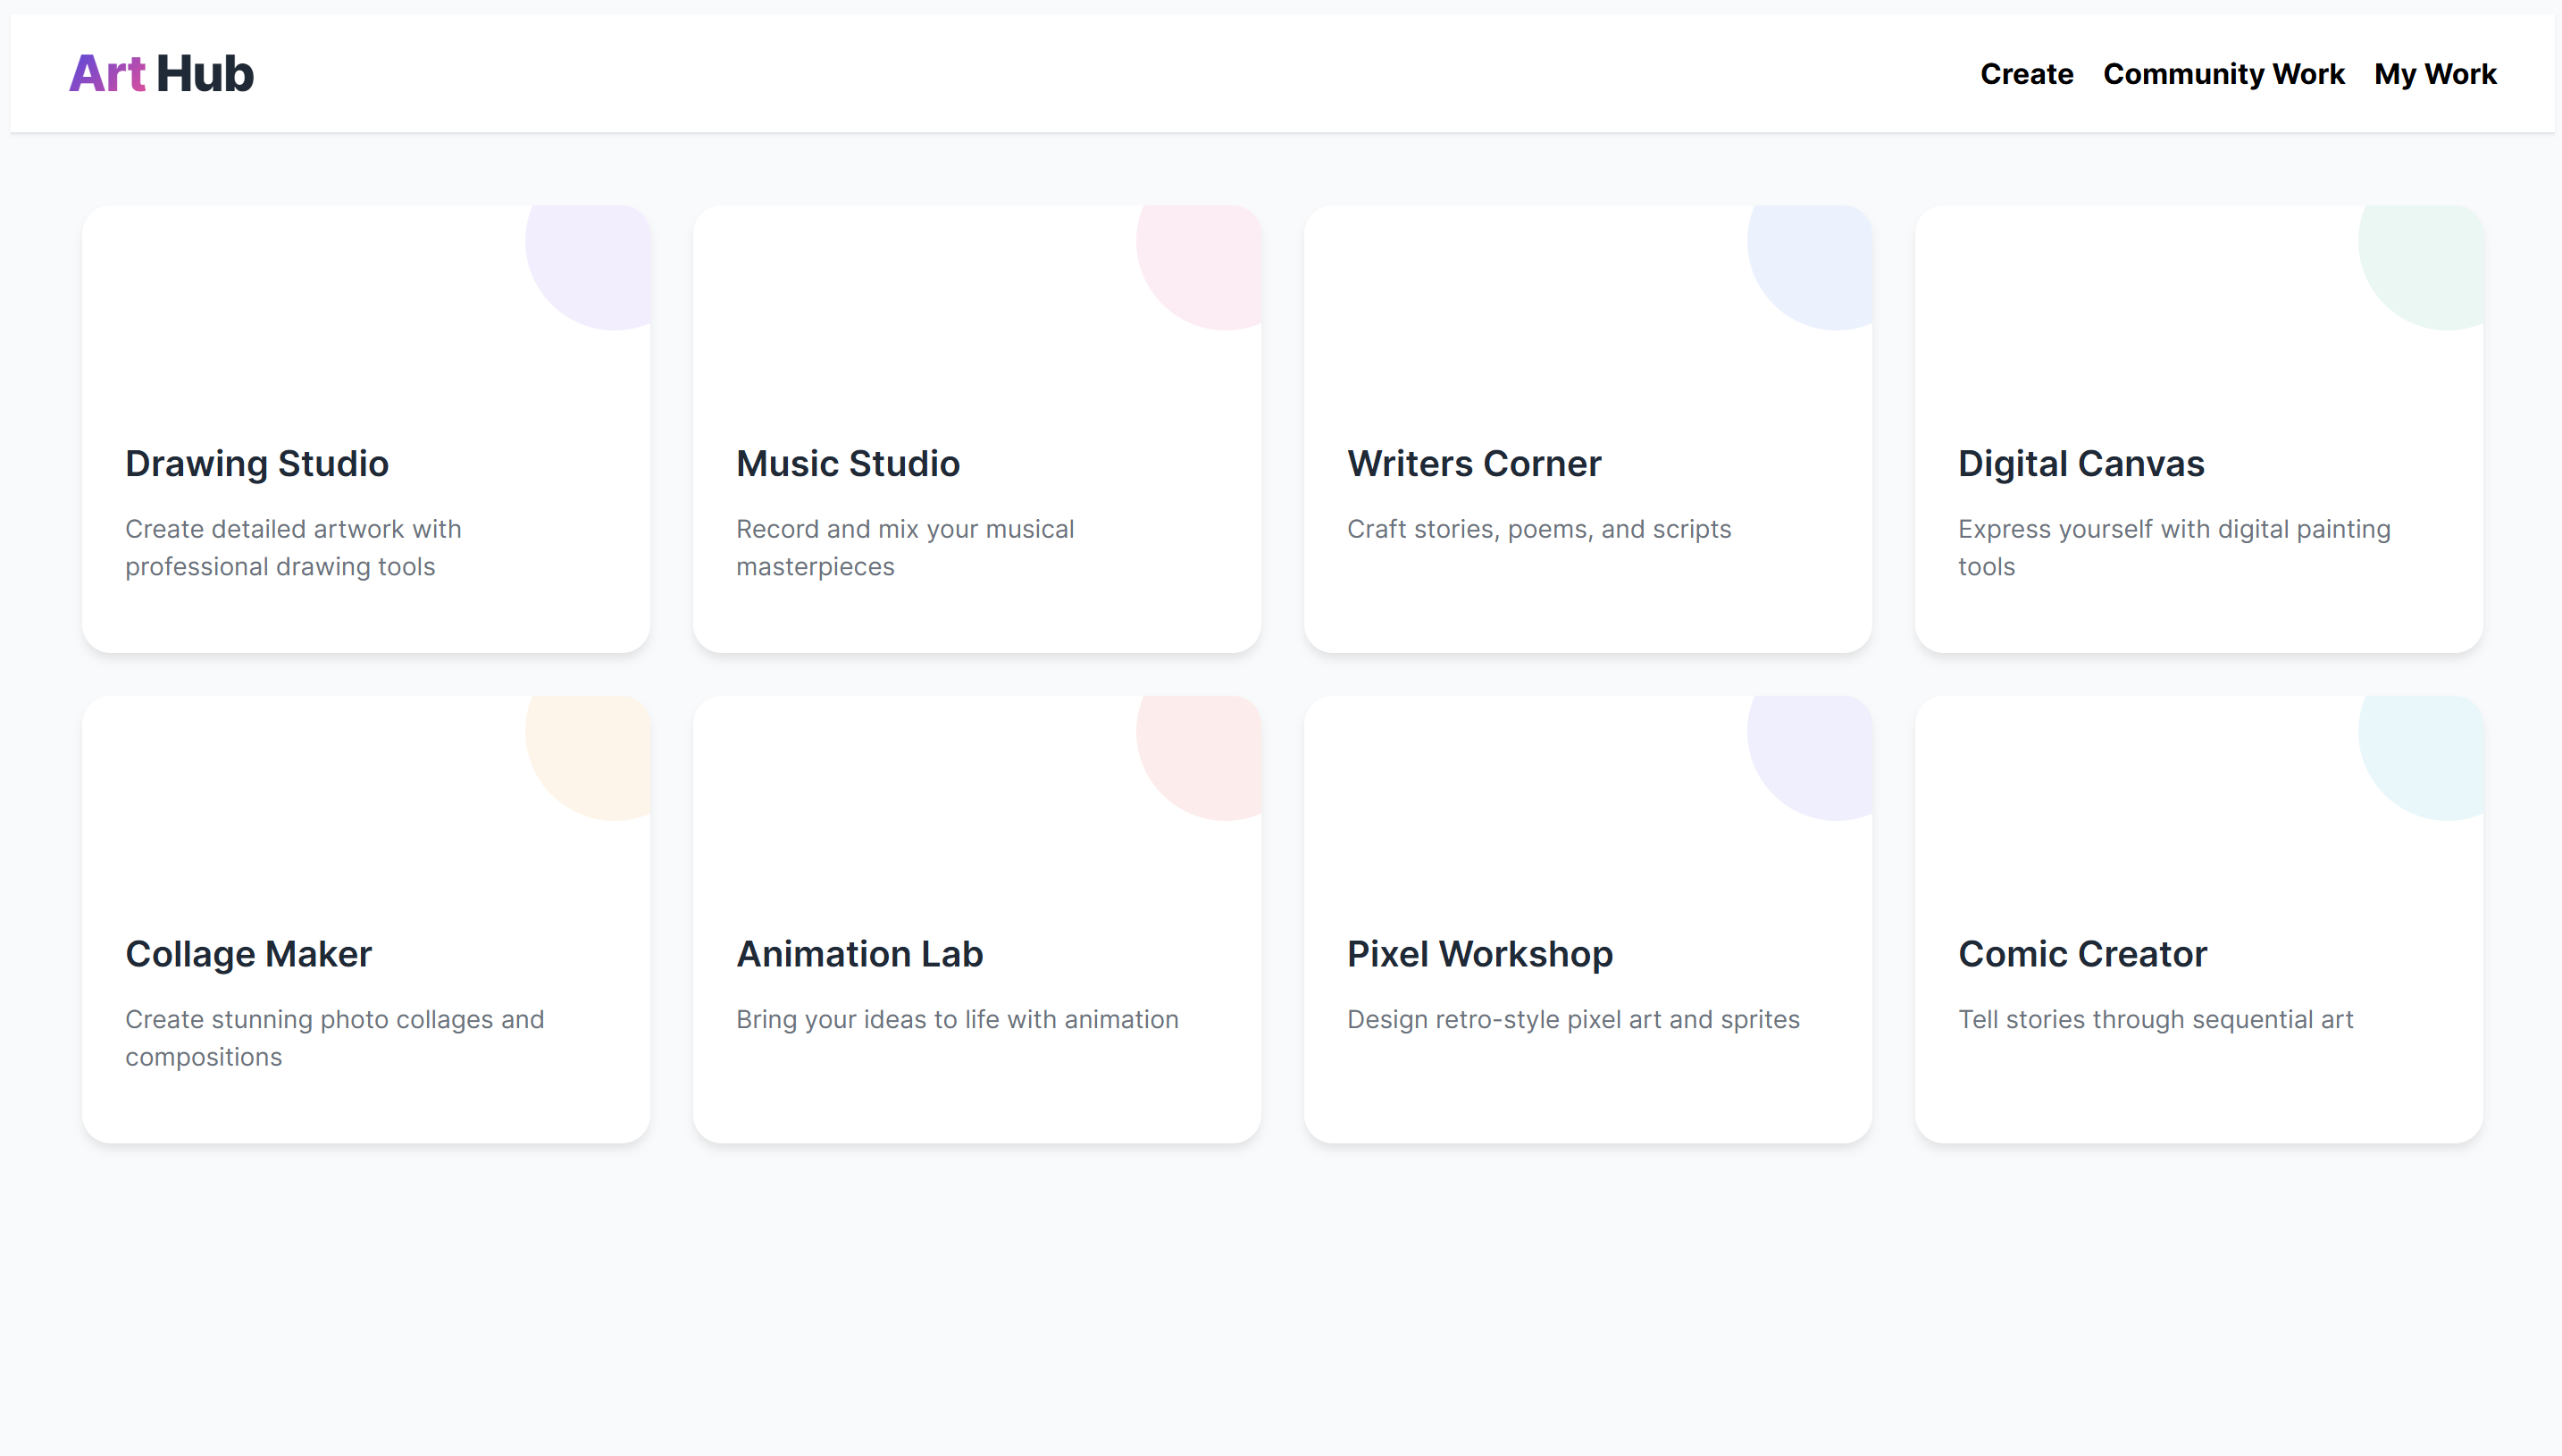 Art Hub
Create
Community Work
My Work
Drawing Studio
Create detailed artwork with
professional drawing tools
Music Studio
Record and mix your musical
masterpieces
Writers Corner
Craft stories, poems, and scripts
Digital Canvas
Express yourself with digital painting
tools
Collage Maker
Create stunning photo collages and
compositions
Animation Lab
Bring your ideas to life with animation
Pixel Workshop
Design retro-style pixel art and sprites
Comic Creator
Tell stories through sequential art